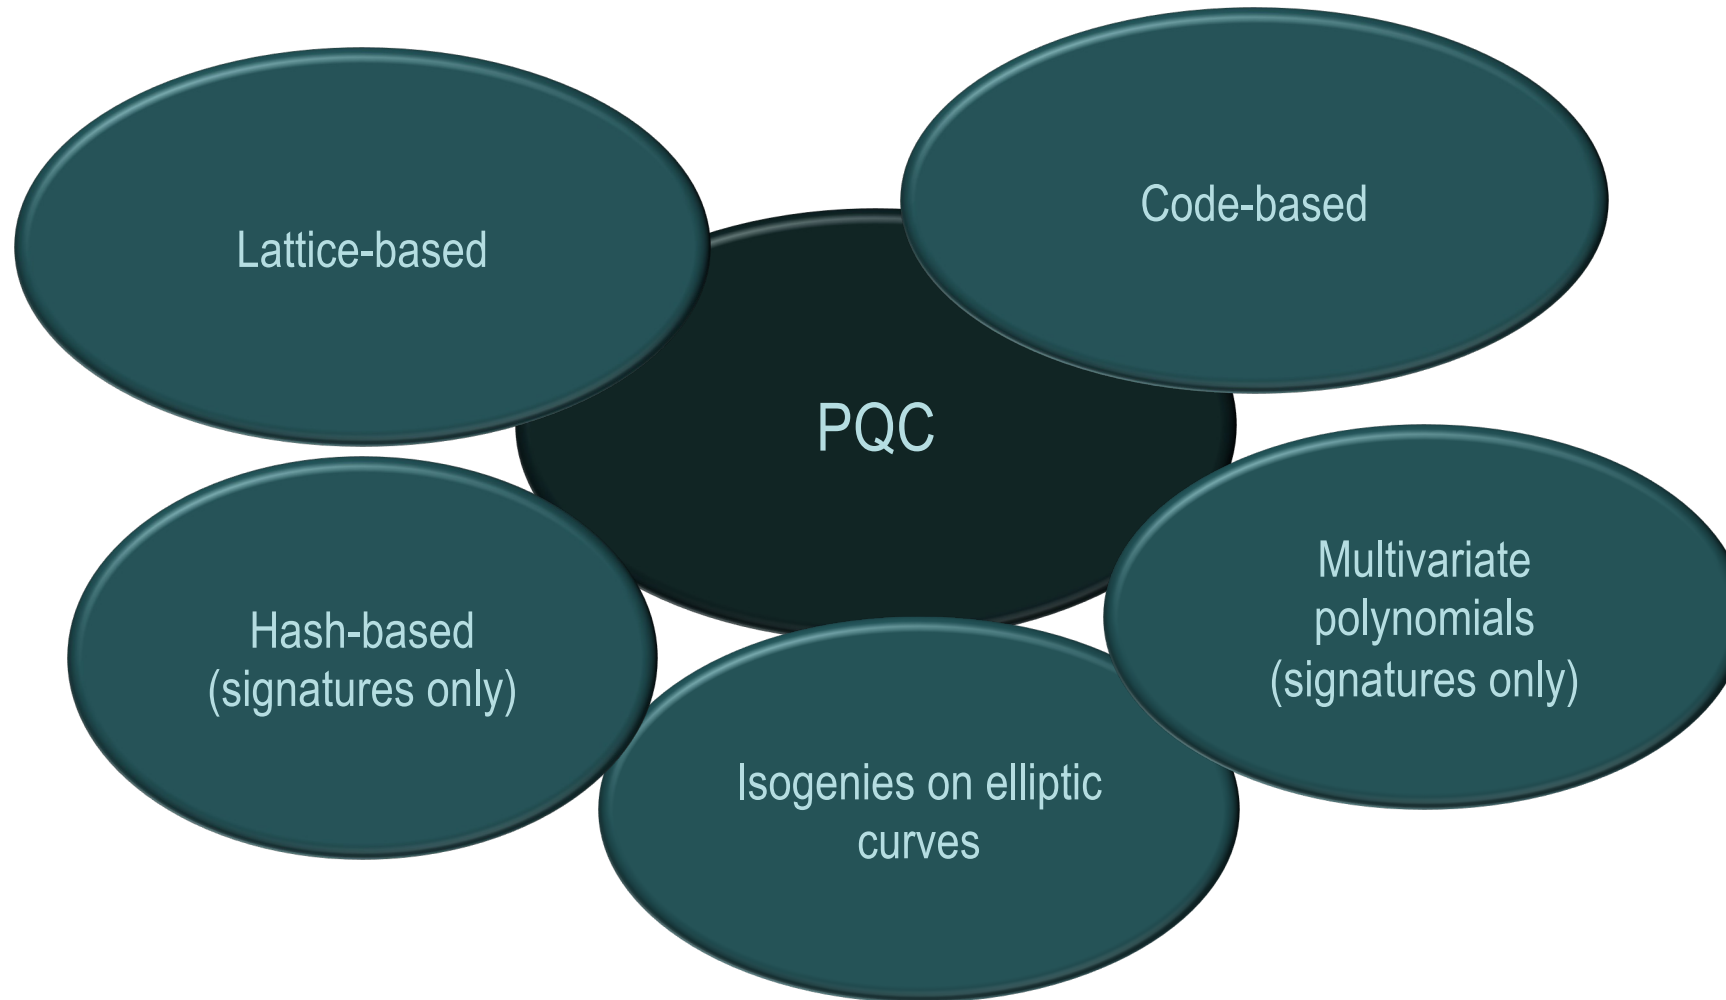 Lattice-based
Code-based
PQC
Hash-based
(signatures only)
Isogenies on elliptic
curves
Multivariate
polynomials
(signatures only)